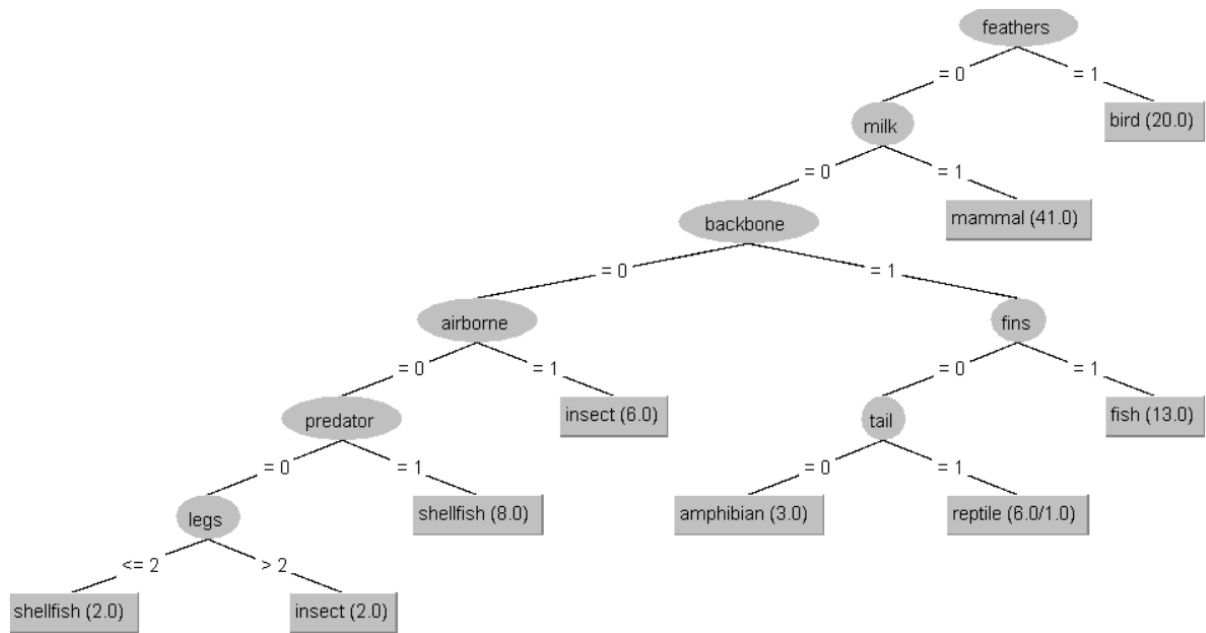 feathers
= 0 = 1
milk bird (20.0)
= 0 = 1
backbone mammal (41.0)
= 0 = 1
airborne fins
= 0 = 1 = 0 = 1
predator insect (6.0) tail fish (13.0)
= 0 = 1 = 0 = 1
legs shellfish (8.0) amphibian (3.0) reptile (6.0/1.0)
<= 2 > 2
shellfish (2.0) insect (2.0)